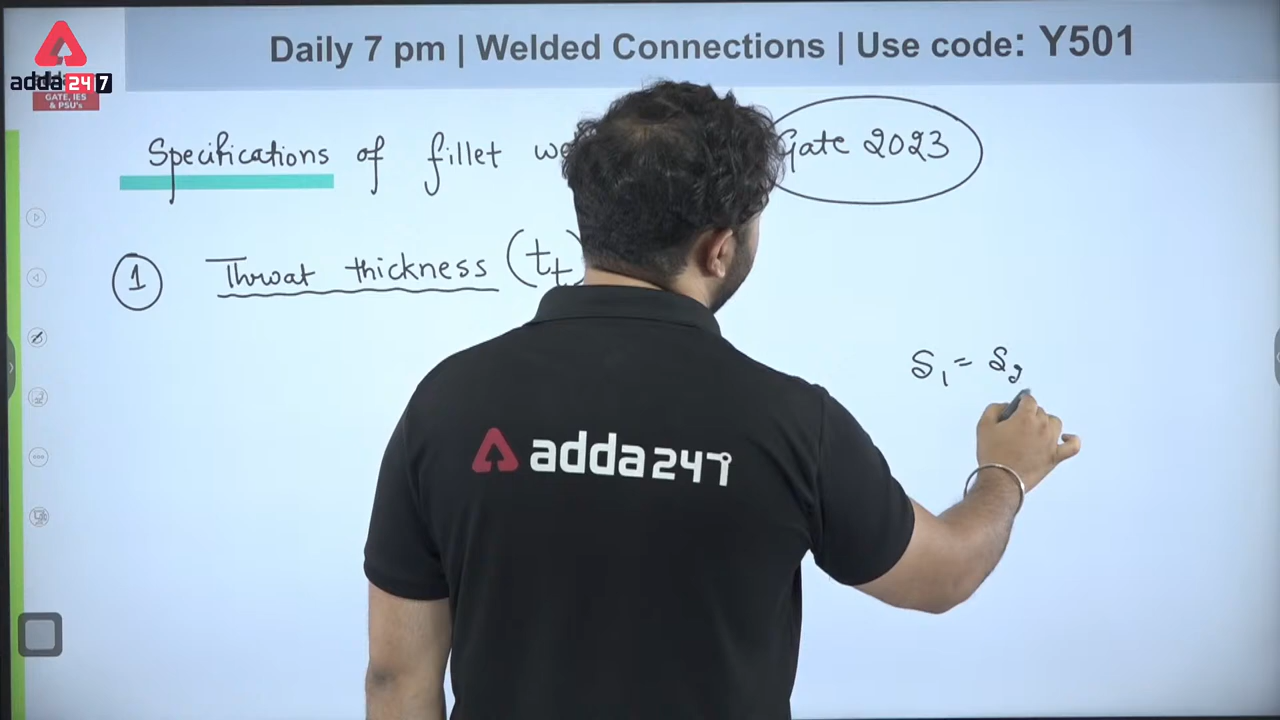 Daily 7 pm | Welded Connections | Use code: Y501
adda247
GATE, IES
& PSU's
Specifications of fillet Gate 2023
1 Throat thickness (tt)
S1 = S2
adda247